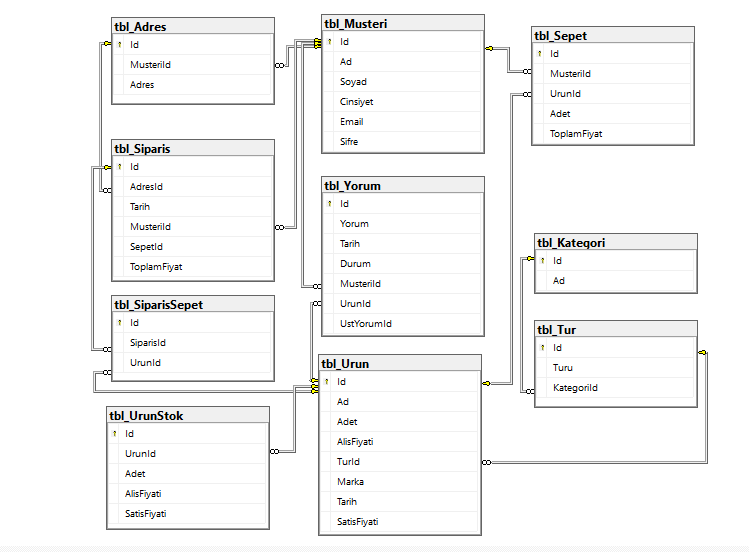 tbl_Adres
Id
MusteriId
Adres
tbl_Musteri
Id
Ad
Soyad
Cinsiyet
Email
Sifre
tbl_Sepet
Id
MusteriId
UrunId
Adet
ToplamFiyat
tbl_Siparis
Id
AdresId
Tarih
MusteriId
SepetId
ToplamFiyat
tbl_Yorum
Id
Yorum
Tarih
Durum
MusteriId
UrunId
UstYorumId
tbl_Kategori
Id
Ad
tbl_SiparisSepet
Id
SiparisId
UrunId
tbl_Tur
Id
Turu
KategoriId
tbl_Urun
Id
Ad
Adet
AlisFiyati
TurId
Marka
Tarih
SatisFiyati
tbl_UrunStok
Id
UrunId
Adet
AlisFiyati
SatisFiyati